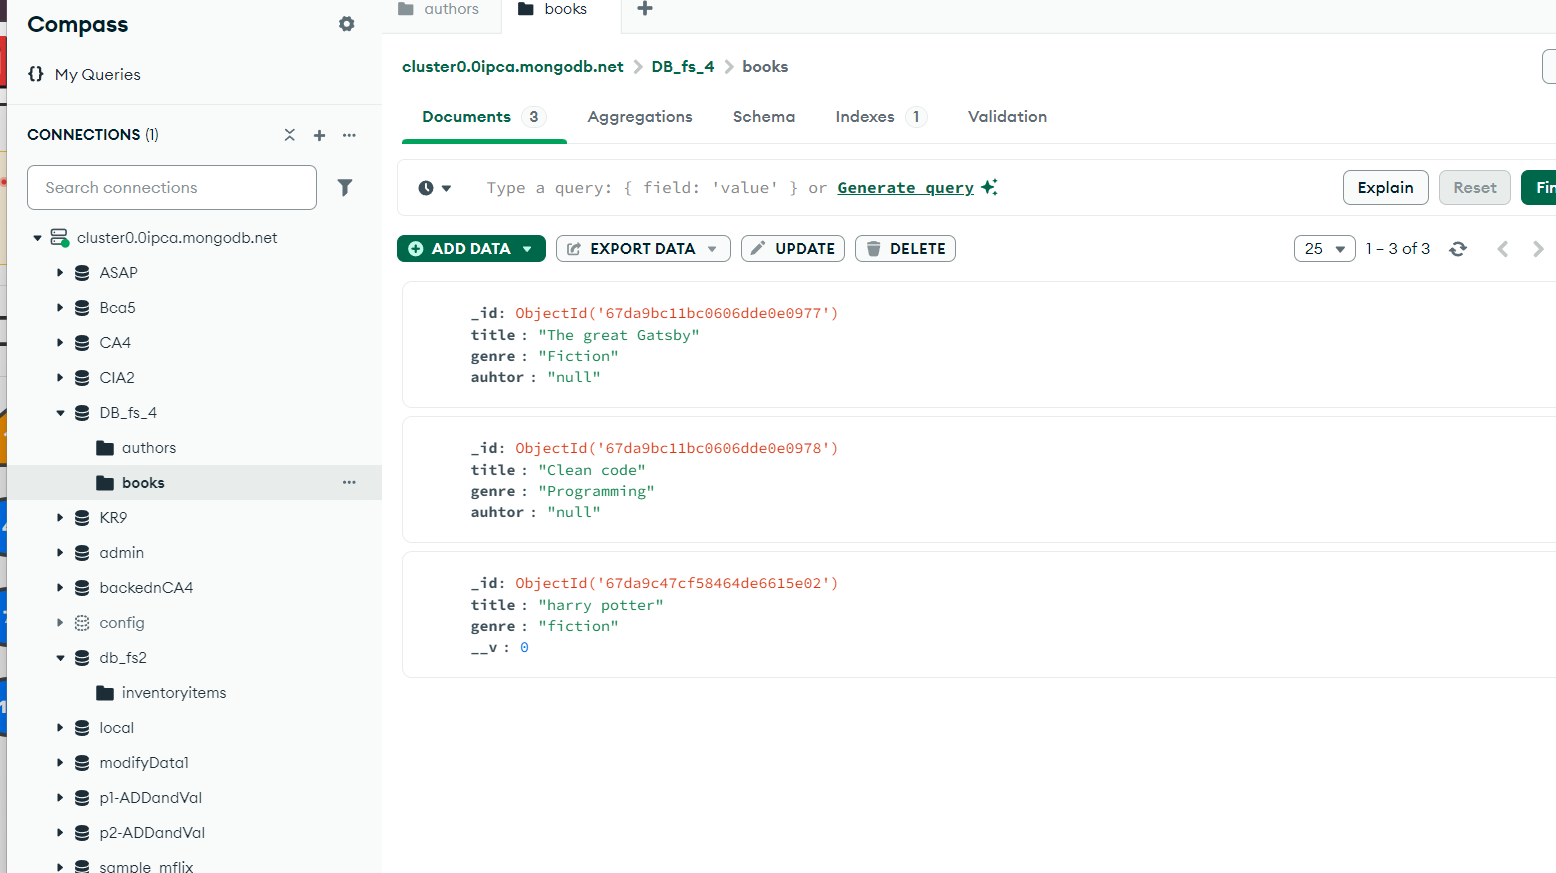 Compass
My Queries
CONNECTIONS (1)
Search connections
cluster0.0ipca.mongodb.net
ASAP
Bca5
CA4
CIA2
DB_fs_4
authors
books
KR9
admin
backednCA4
config
db_fs2
inventoryitems
local
modifyData1
p1-ADDandVal
p2-ADDandVal
sample_mflix
authors
books
cluster0.0ipca.mongodb.net > DB_fs_4 > books
Documents 3 Aggregations Schema Indexes 1 Validation
Type a query: { field: 'value' } or Generate query
Explain Reset Fin
ADD DATA EXPORT DATA UPDATE DELETE
25 1 – 3 of 3
_id: ObjectId('67da9bc11bc0606dde0e0977')
title : "The great Gatsby"
genre : "Fiction"
auhtor : "null"
_id: ObjectId('67da9bc11bc0606dde0e0978')
title : "Clean code"
genre : "Programming"
auhtor : "null"
_id: ObjectId('67da9c47cf58464de6615e02')
title : "harry potter"
genre : "fiction"
__v : 0